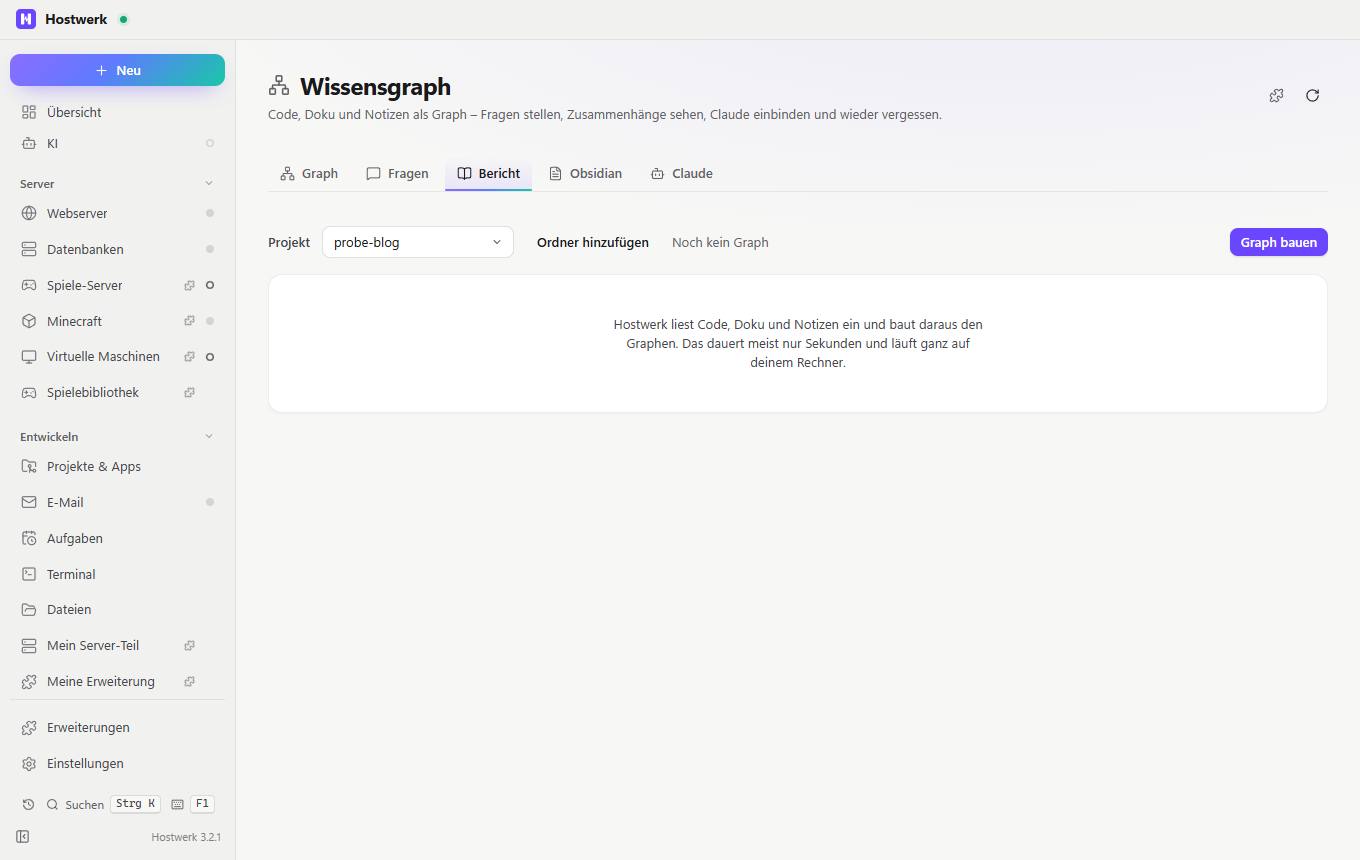 Hostwerk
Neu
Übersicht
KI
Server
Webserver
Datenbanken
Spiele-Server
Minecraft
Virtuelle Maschinen
Spielebibliothek
Entwickeln
Projekte & Apps
E-Mail
Aufgaben
Terminal
Dateien
Mein Server-Teil
Meine Erweiterung
Erweiterungen
Einstellungen
Suchen Strg K F1
Hostwerk 3.2.1
Wissensgraph
Code, Doku und Notizen als Graph – Fragen stellen, Zusammenhänge sehen, Claude einbinden und wieder vergessen.
Graph Fragen Bericht Obsidian Claude
Projekt probe-blog Ordner hinzufügen Noch kein Graph Graph bauen
Hostwerk liest Code, Doku und Notizen ein und baut daraus den
Graphen. Das dauert meist nur Sekunden und läuft ganz auf
deinem Rechner.